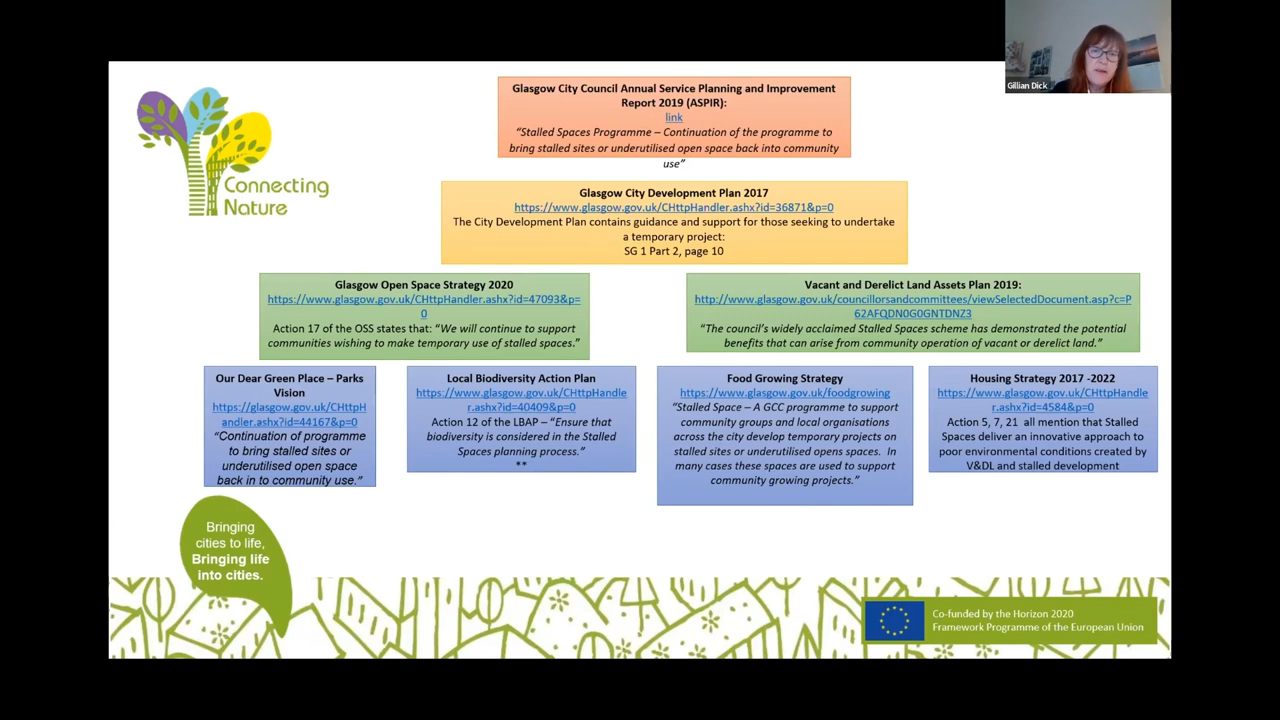 Gillian Dick
Connecting
Nature
Glasgow City Council Annual Service Planning and Improvement
Report 2019 (ASPIR):
link
“Stalled Spaces Programme – Continuation of the programme to
bring stalled sites or underutilised open space back into community
use”
Glasgow City Development Plan 2017
https://www.glasgow.gov.uk/CHttpHandler.ashx?id=36871&p=0
The City Development Plan contains guidance and support for those seeking to undertake
a temporary project:
SG 1 Part 2, page 10
Glasgow Open Space Strategy 2020
https://www.glasgow.gov.uk/CHttpHandler.ashx?id=47093&p=
0
Action 17 of the OSS states that: “We will continue to support
communities wishing to make temporary use of stalled spaces.”
Vacant and Derelict Land Assets Plan 2019:
http://www.glasgow.gov.uk/councillorsandcommittees/viewSelectedDocument.asp?c=P
62AFQDN0G0GNTDNZ3
“The council’s widely acclaimed Stalled Spaces scheme has demonstrated the potential
benefits that can arise from community operation of vacant or derelict land.”
Our Dear Green Place – Parks
Vision
https://glasgow.gov.uk/CHttpH
andler.ashx?id=44167&p=0
“Continuation of programme
to bring stalled sites or
underutilised open space
back in to community use.”
Local Biodiversity Action Plan
https://www.glasgow.gov.uk/CHttpHandle
r.ashx?id=40409&p=0
Action 12 of the LBAP – “Ensure that
biodiversity is considered in the Stalled
Spaces planning process.”
**
Food Growing Strategy
https://www.glasgow.gov.uk/foodgrowing
“Stalled Space – A GCC programme to support
community groups and local organisations
across the city develop temporary projects on
stalled sites or underutilised opens spaces. In
many cases these spaces are used to support
community growing projects.”
Housing Strategy 2017 -2022
https://www.glasgow.gov.uk/CHttpHandle
r.ashx?id=4584&p=0
Action 5, 7, 21 all mention that Stalled
Spaces deliver an innovative approach to
poor environmental conditions created by
V&DL and stalled development
Bringing
cities to life,
Bringing life
into cities.
Co-funded by the Horizon 2020
Framework Programme of the European Union